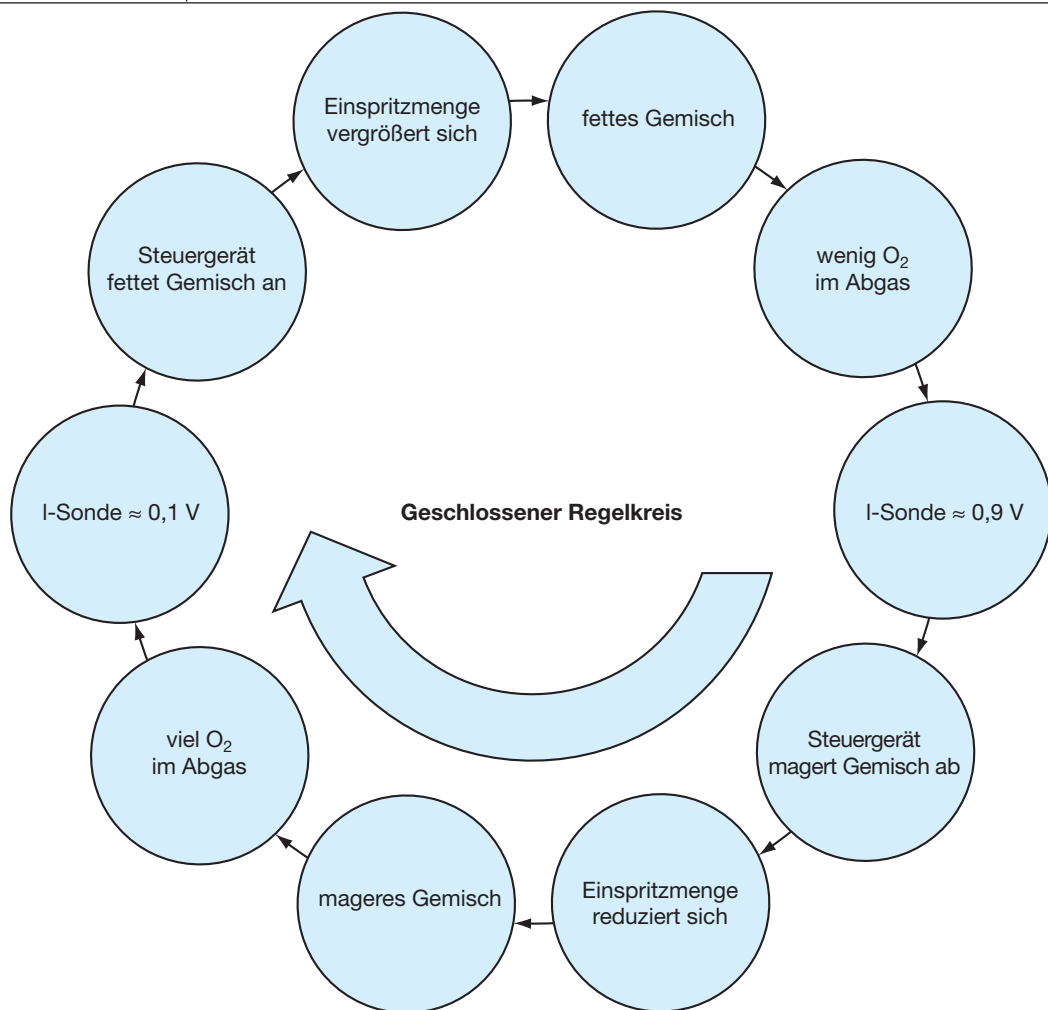 Einspritzmenge
vergrößert sich
fettes Gemisch
wenig O₂
im Abgas
l-Sonde ≈ 0,9 V
Steuergerät
magert Gemisch ab
Einspritzmenge
reduziert sich
mageres Gemisch
viel O₂
im Abgas
l-Sonde ≈ 0,1 V
Steuergerät
fettet Gemisch an
Geschlossener Regelkreis